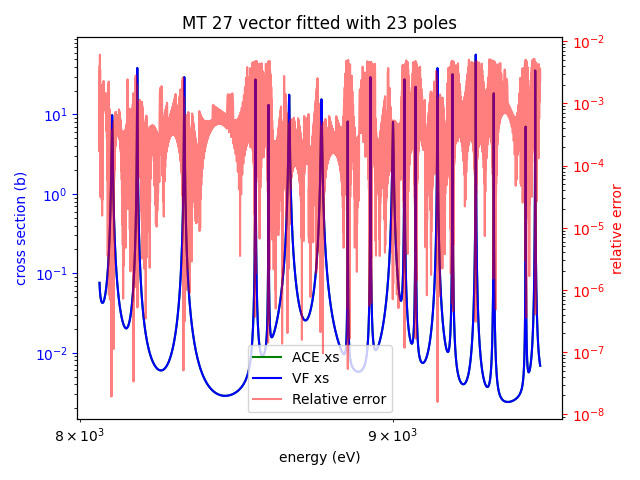 MT 27 vector fitted with 23 poles
cross section (b)
10¹
10⁰
10⁻¹
10⁻²
10⁻²
10⁻³
10⁻⁴
10⁻⁵
10⁻⁶
10⁻⁷
10⁻⁸
relative error
ACE xs
VF xs
Relative error
8 × 10³
9 × 10³
energy (eV)